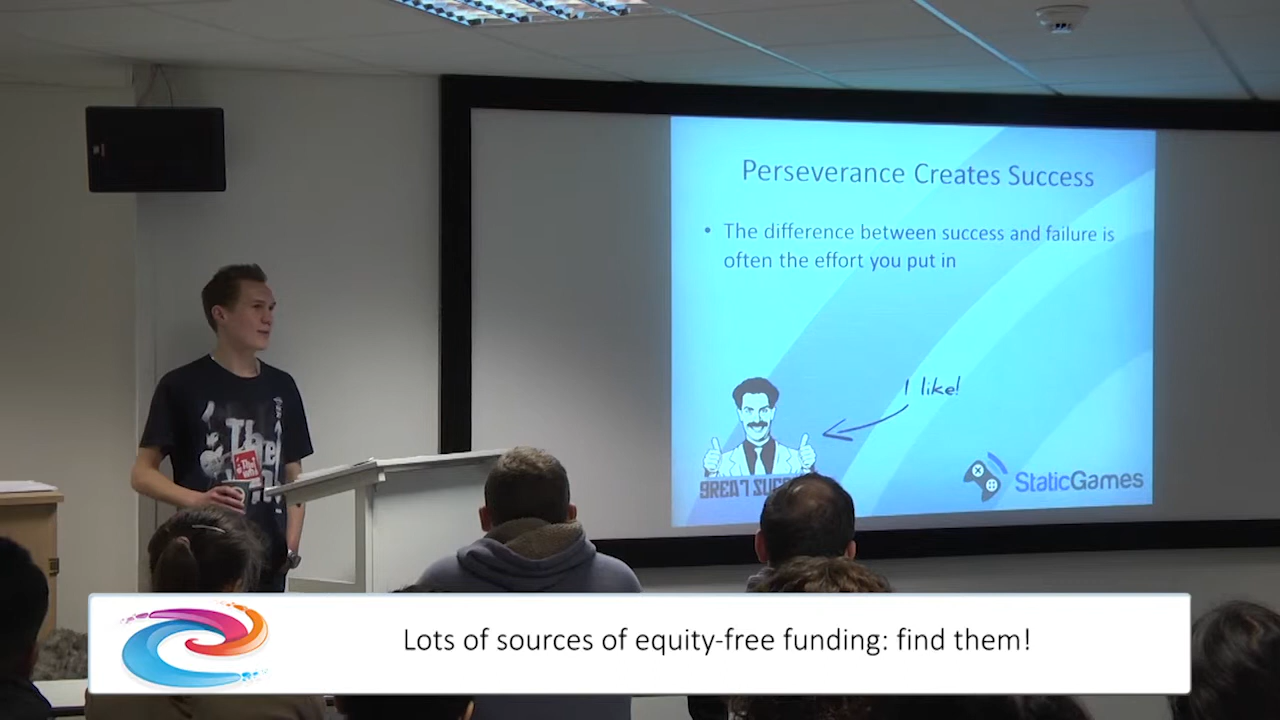 Perseverance Creates Success
• The difference between success and failure is
often the effort you put in
I like!
StaticGames
The
Lots of sources of equity-free funding: find them!